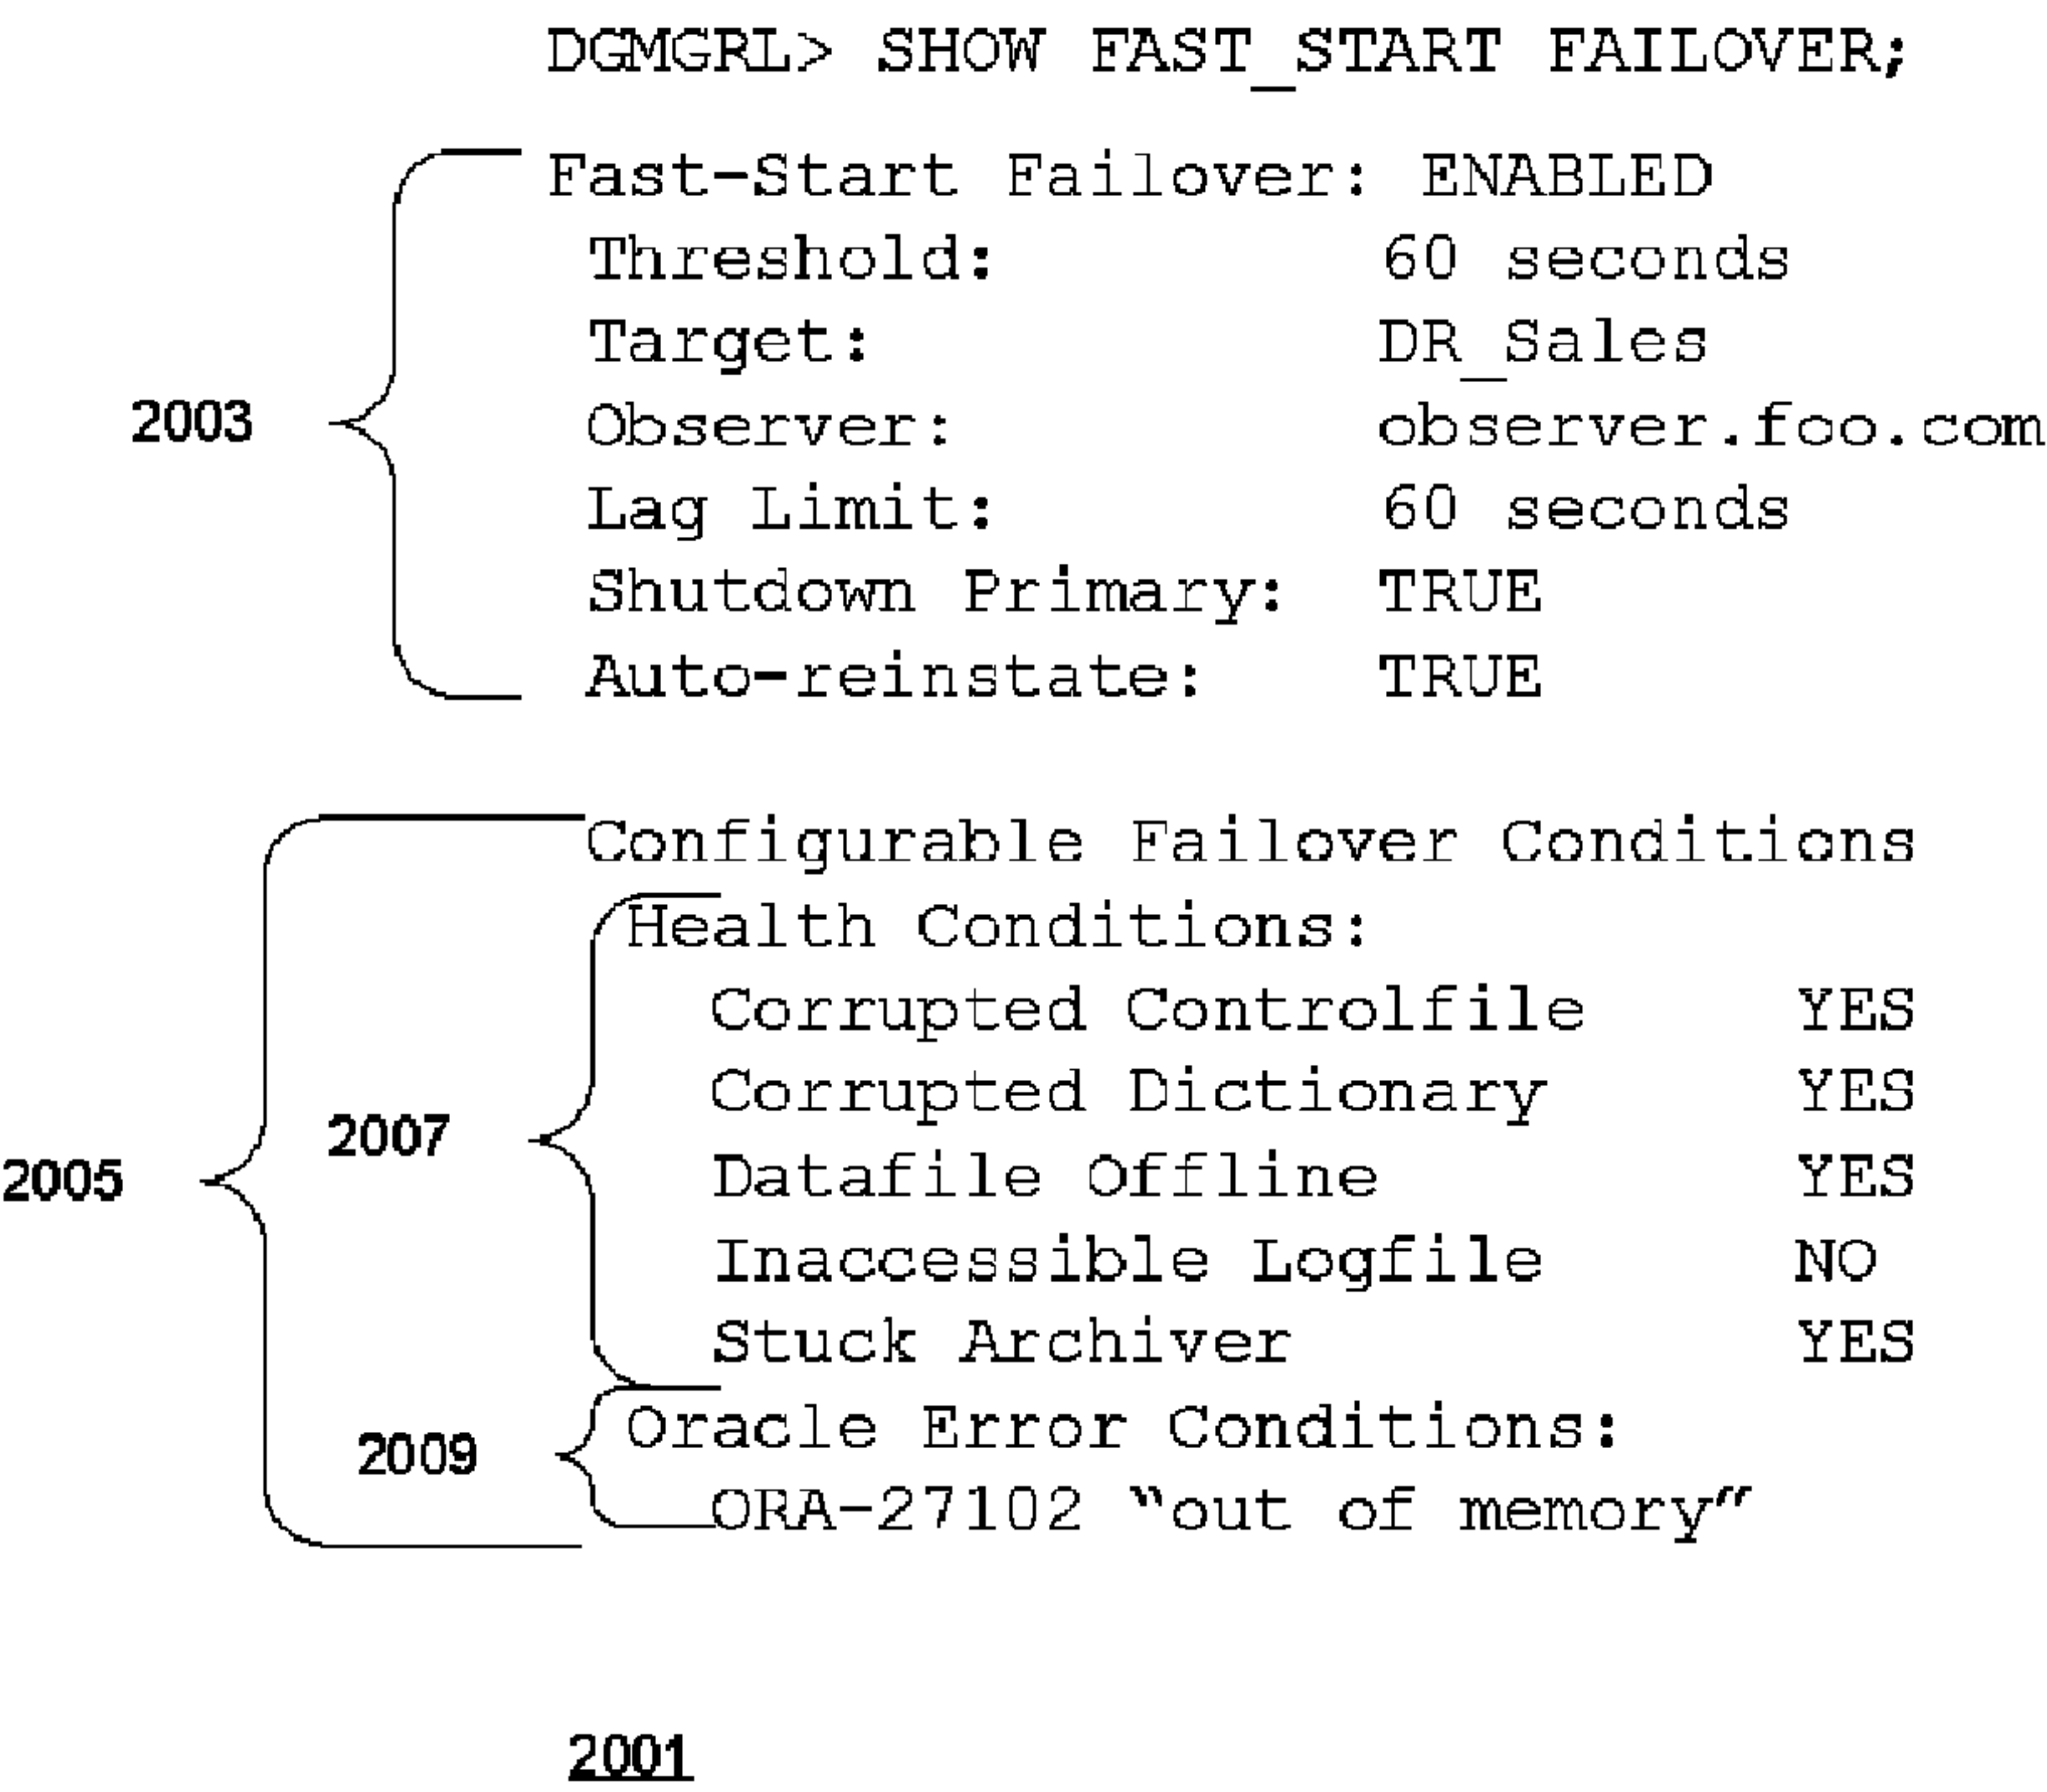 DGMGRL> SHOW FAST_START FAILOVER;
Fast-Start Failover: ENABLED
Threshold: 60 seconds
Target: DR_Sales
2003
Observer: observer.foo.com
Lag Limit: 60 seconds
Shutdown Primary: TRUE
Auto-reinstate: TRUE
Configurable Failover Conditions
Health Conditions:
Corrupted Controlfile YES
Corrupted Dictionary YES
2007
2005
Datafile Offline YES
Inaccessible Logfile NO
Stuck Archiver YES
Oracle Error Conditions:
2009
ORA-27102 “out of memory”
2001